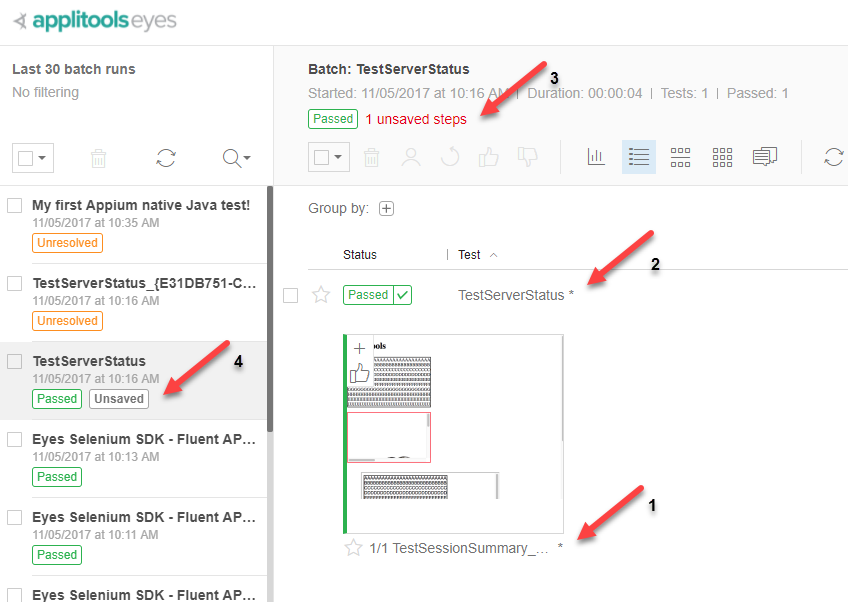 applitools eyes
Last 30 batch runs
No filtering
My first Appium native Java test!
11/05/2017 at 10:35 AM
Unresolved
TestServerStatus_{E31DB751-C...
11/05/2017 at 10:16 AM
Unresolved
TestServerStatus
11/05/2017 at 10:16 AM
Passed Unsaved
4
Eyes Selenium SDK - Fluent AP...
11/05/2017 at 10:13 AM
Passed
Eyes Selenium SDK - Fluent AP...
11/05/2017 at 10:11 AM
Passed
Eyes Selenium SDK - Fluent AP...
Batch: TestServerStatus
3
Started: 11/05/2017 at 10:16 AM | Duration: 00:00:04 | Tests: 1 | Passed: 1
Passed 1 unsaved steps
Group by:
Status | Test
2
Passed TestServerStatus *
ols
1/1 TestSessionSummary_... *
1